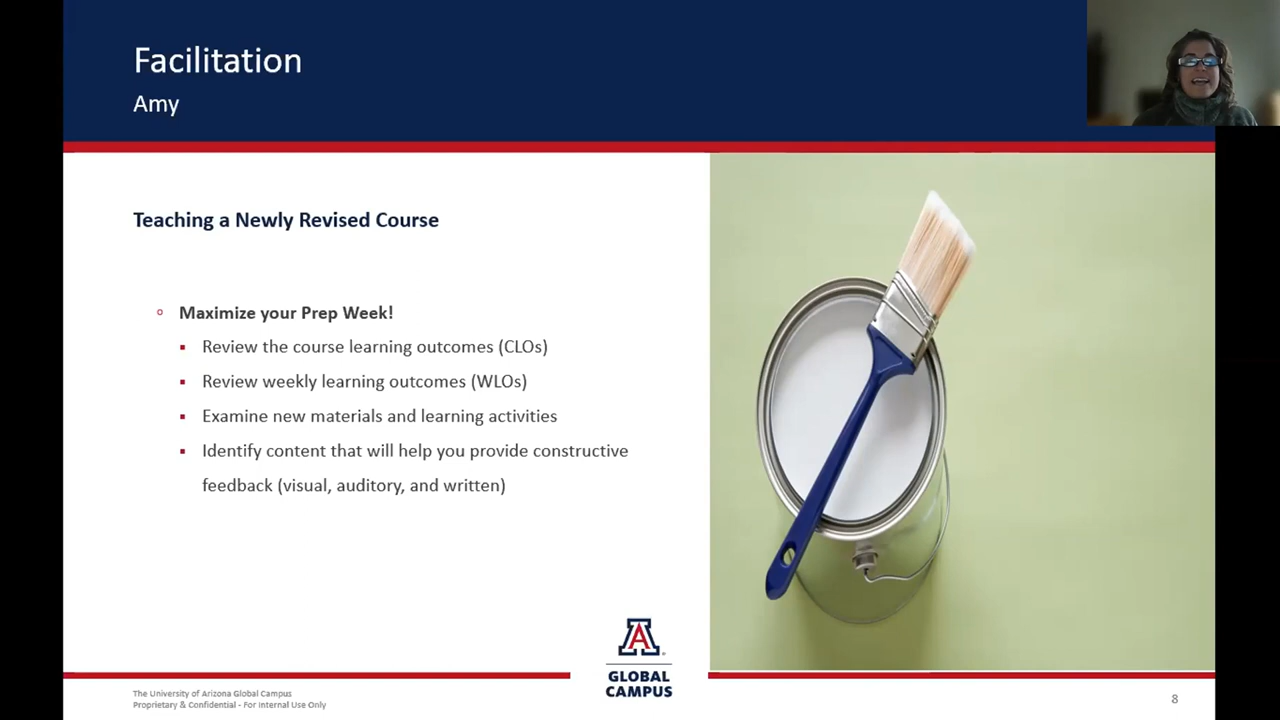 Facilitation
Amy
Teaching a Newly Revised Course
Maximize your Prep Week!
Review the course learning outcomes (CLOs)
Review weekly learning outcomes (WLOs)
Examine new materials and learning activities
Identify content that will help you provide constructive
feedback (visual, auditory, and written)
A
GLOBAL
CAMPUS
The University of Arizona Global Campus
Proprietary & Confidential - For Internal Use Only
8